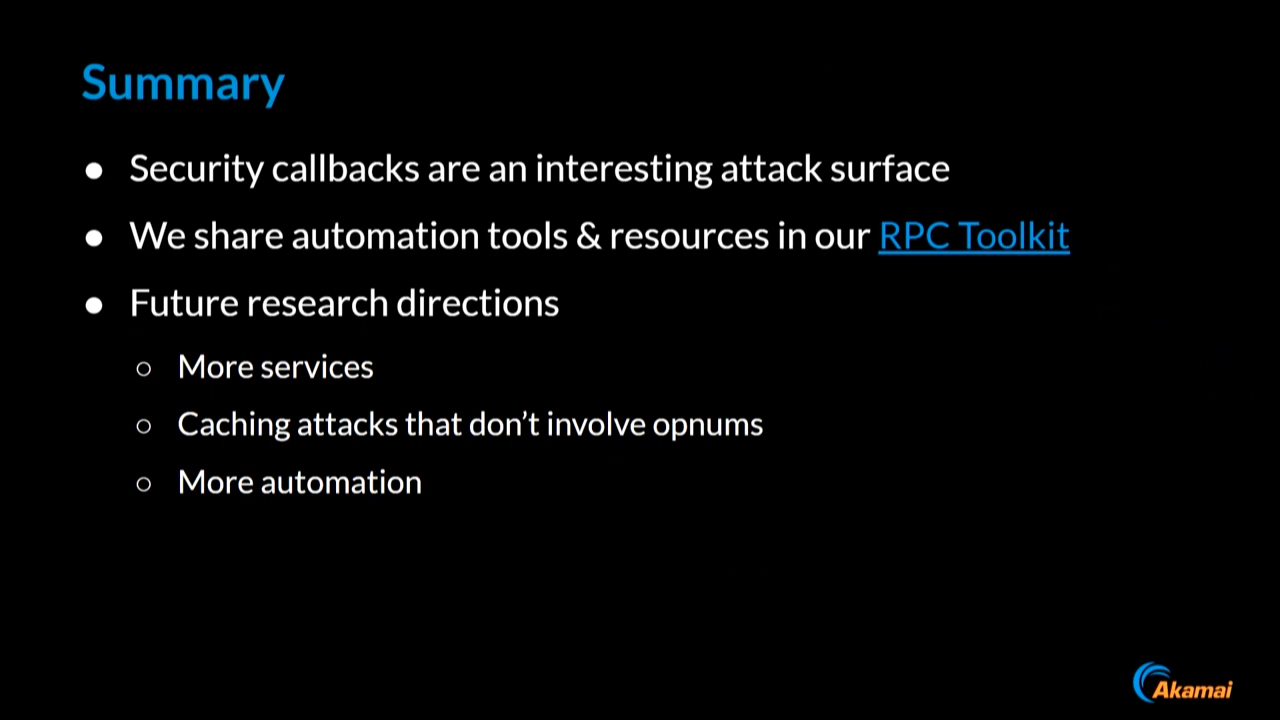 Summary
● Security callbacks are an interesting attack surface
● We share automation tools & resources in our RPC Toolkit
● Future research directions
○ More services
○ Caching attacks that don’t involve opnums
○ More automation
Akamai